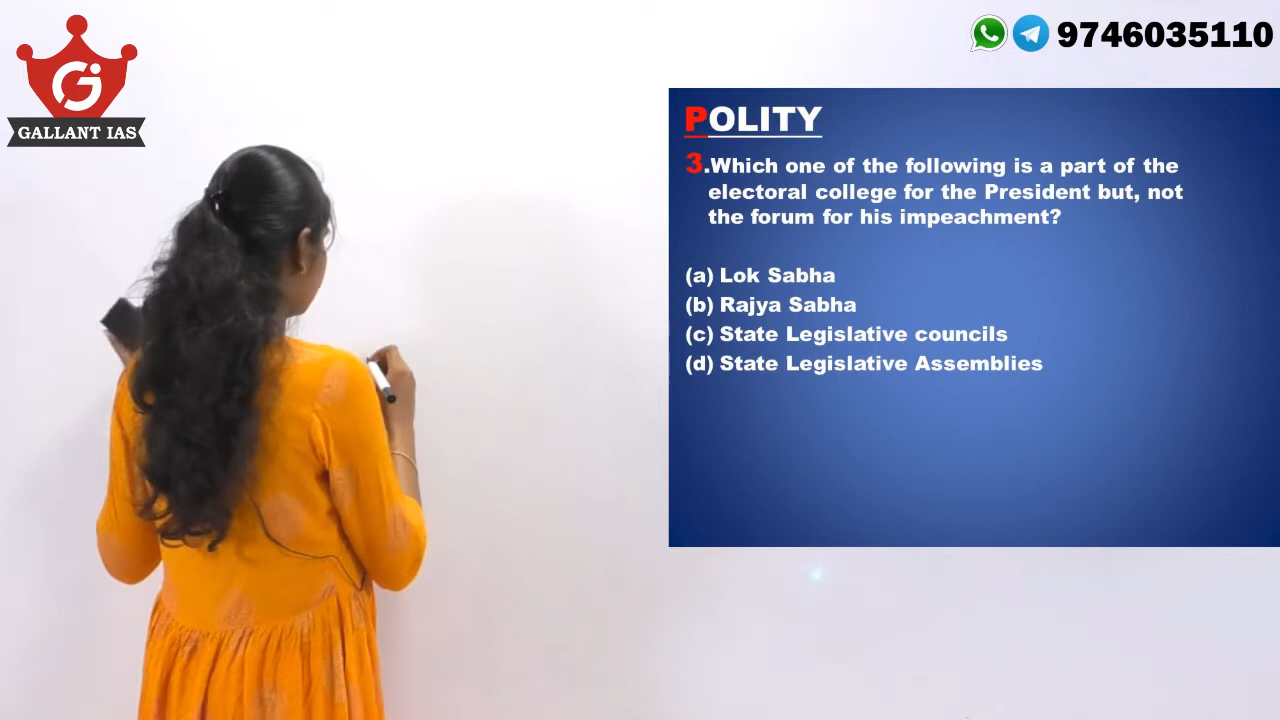 GALLANT IAS
9746035110
POLITY
3.Which one of the following is a part of the
electoral college for the President but, not
the forum for his impeachment?
(a) Lok Sabha
(b) Rajya Sabha
(c) State Legislative councils
(d) State Legislative Assemblies